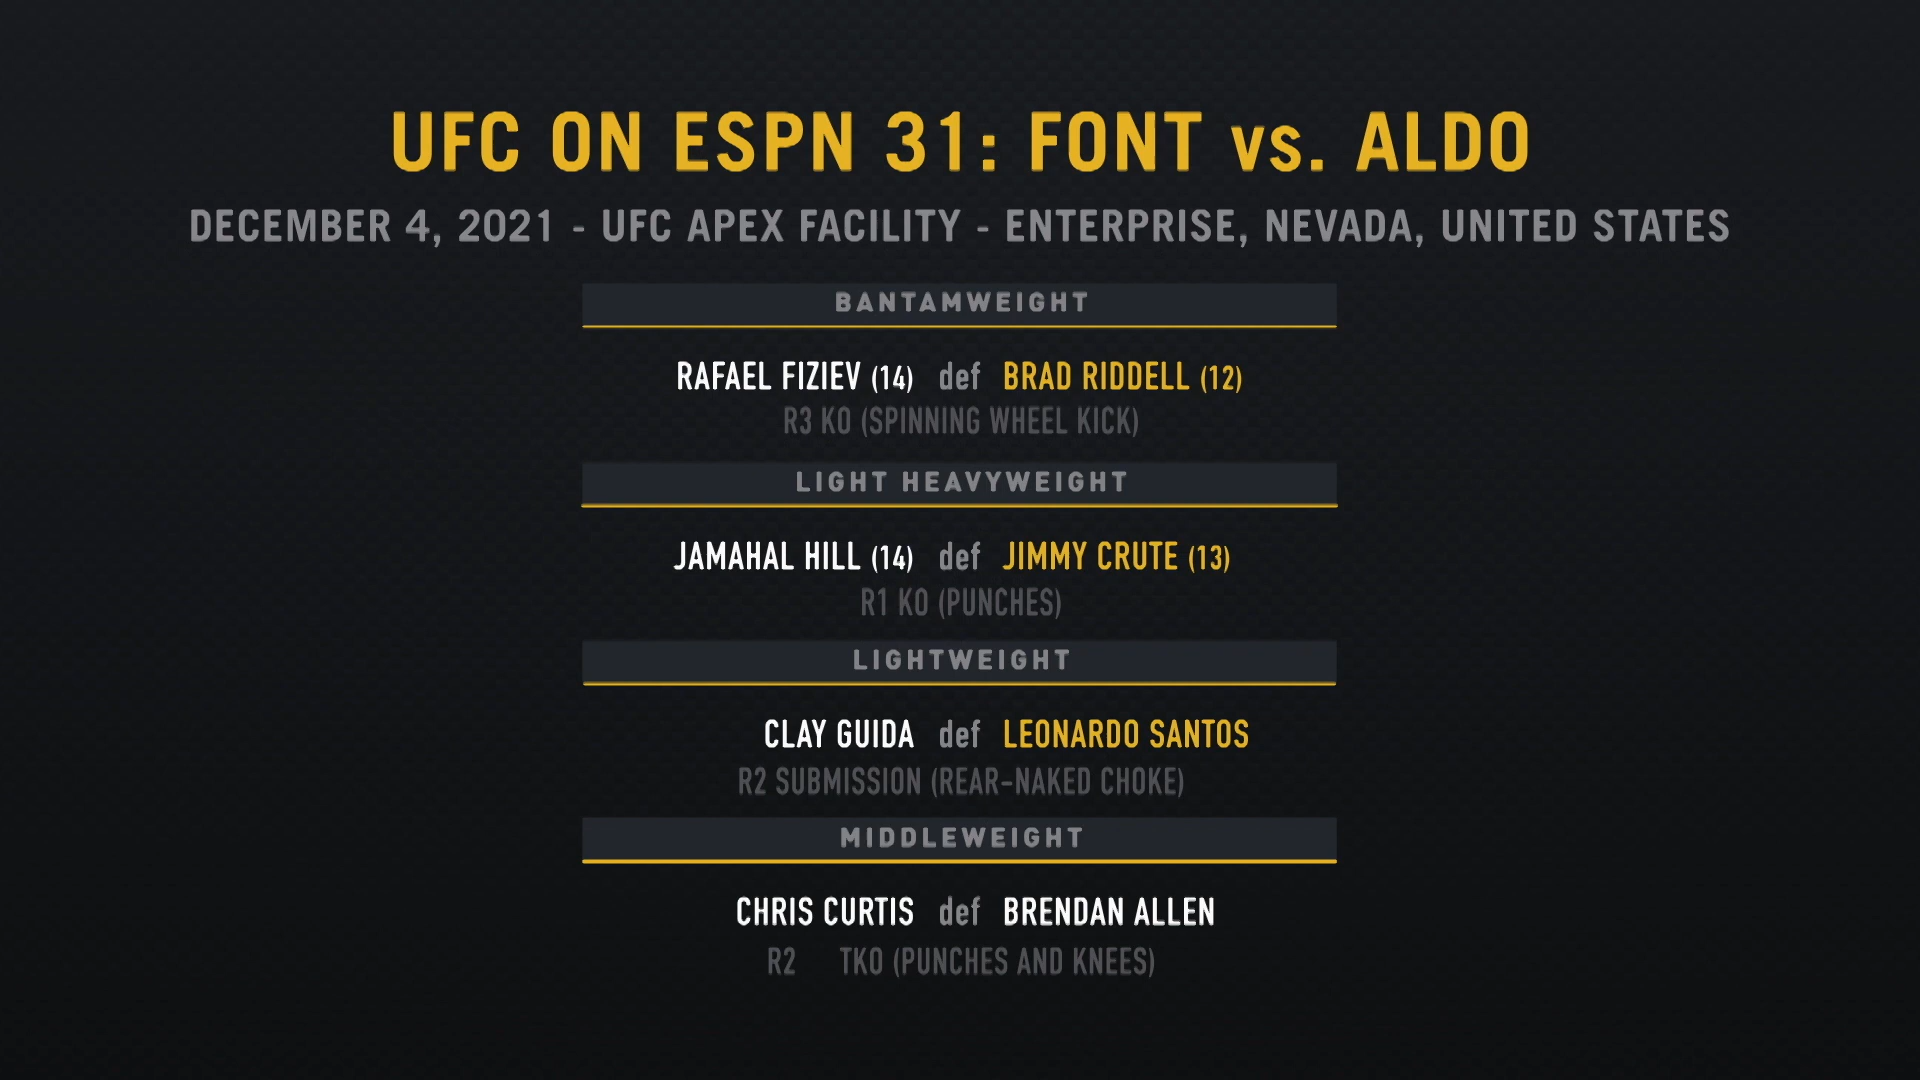 UFC ON ESPN 31: FONT vs. ALDO
DECEMBER 4, 2021 - UFC APEX FACILITY - ENTERPRISE, NEVADA, UNITED STATES
BANTAMWEIGHT
RAFAEL FIZIEV (14) def BRAD RIDDELL (12)
R3 KO (SPINNING WHEEL KICK)
LIGHT HEAVYWEIGHT
JAMAHAL HILL (14) def JIMMY CRUTE (13)
R1 KO (PUNCHES)
LIGHTWEIGHT
CLAY GUIDA def LEONARDO SANTOS
R2 SUBMISSION (REAR-NAKED CHOKE)
MIDDLEWEIGHT
CHRIS CURTIS def BRENDAN ALLEN
R2 TKO (PUNCHES AND KNEES)